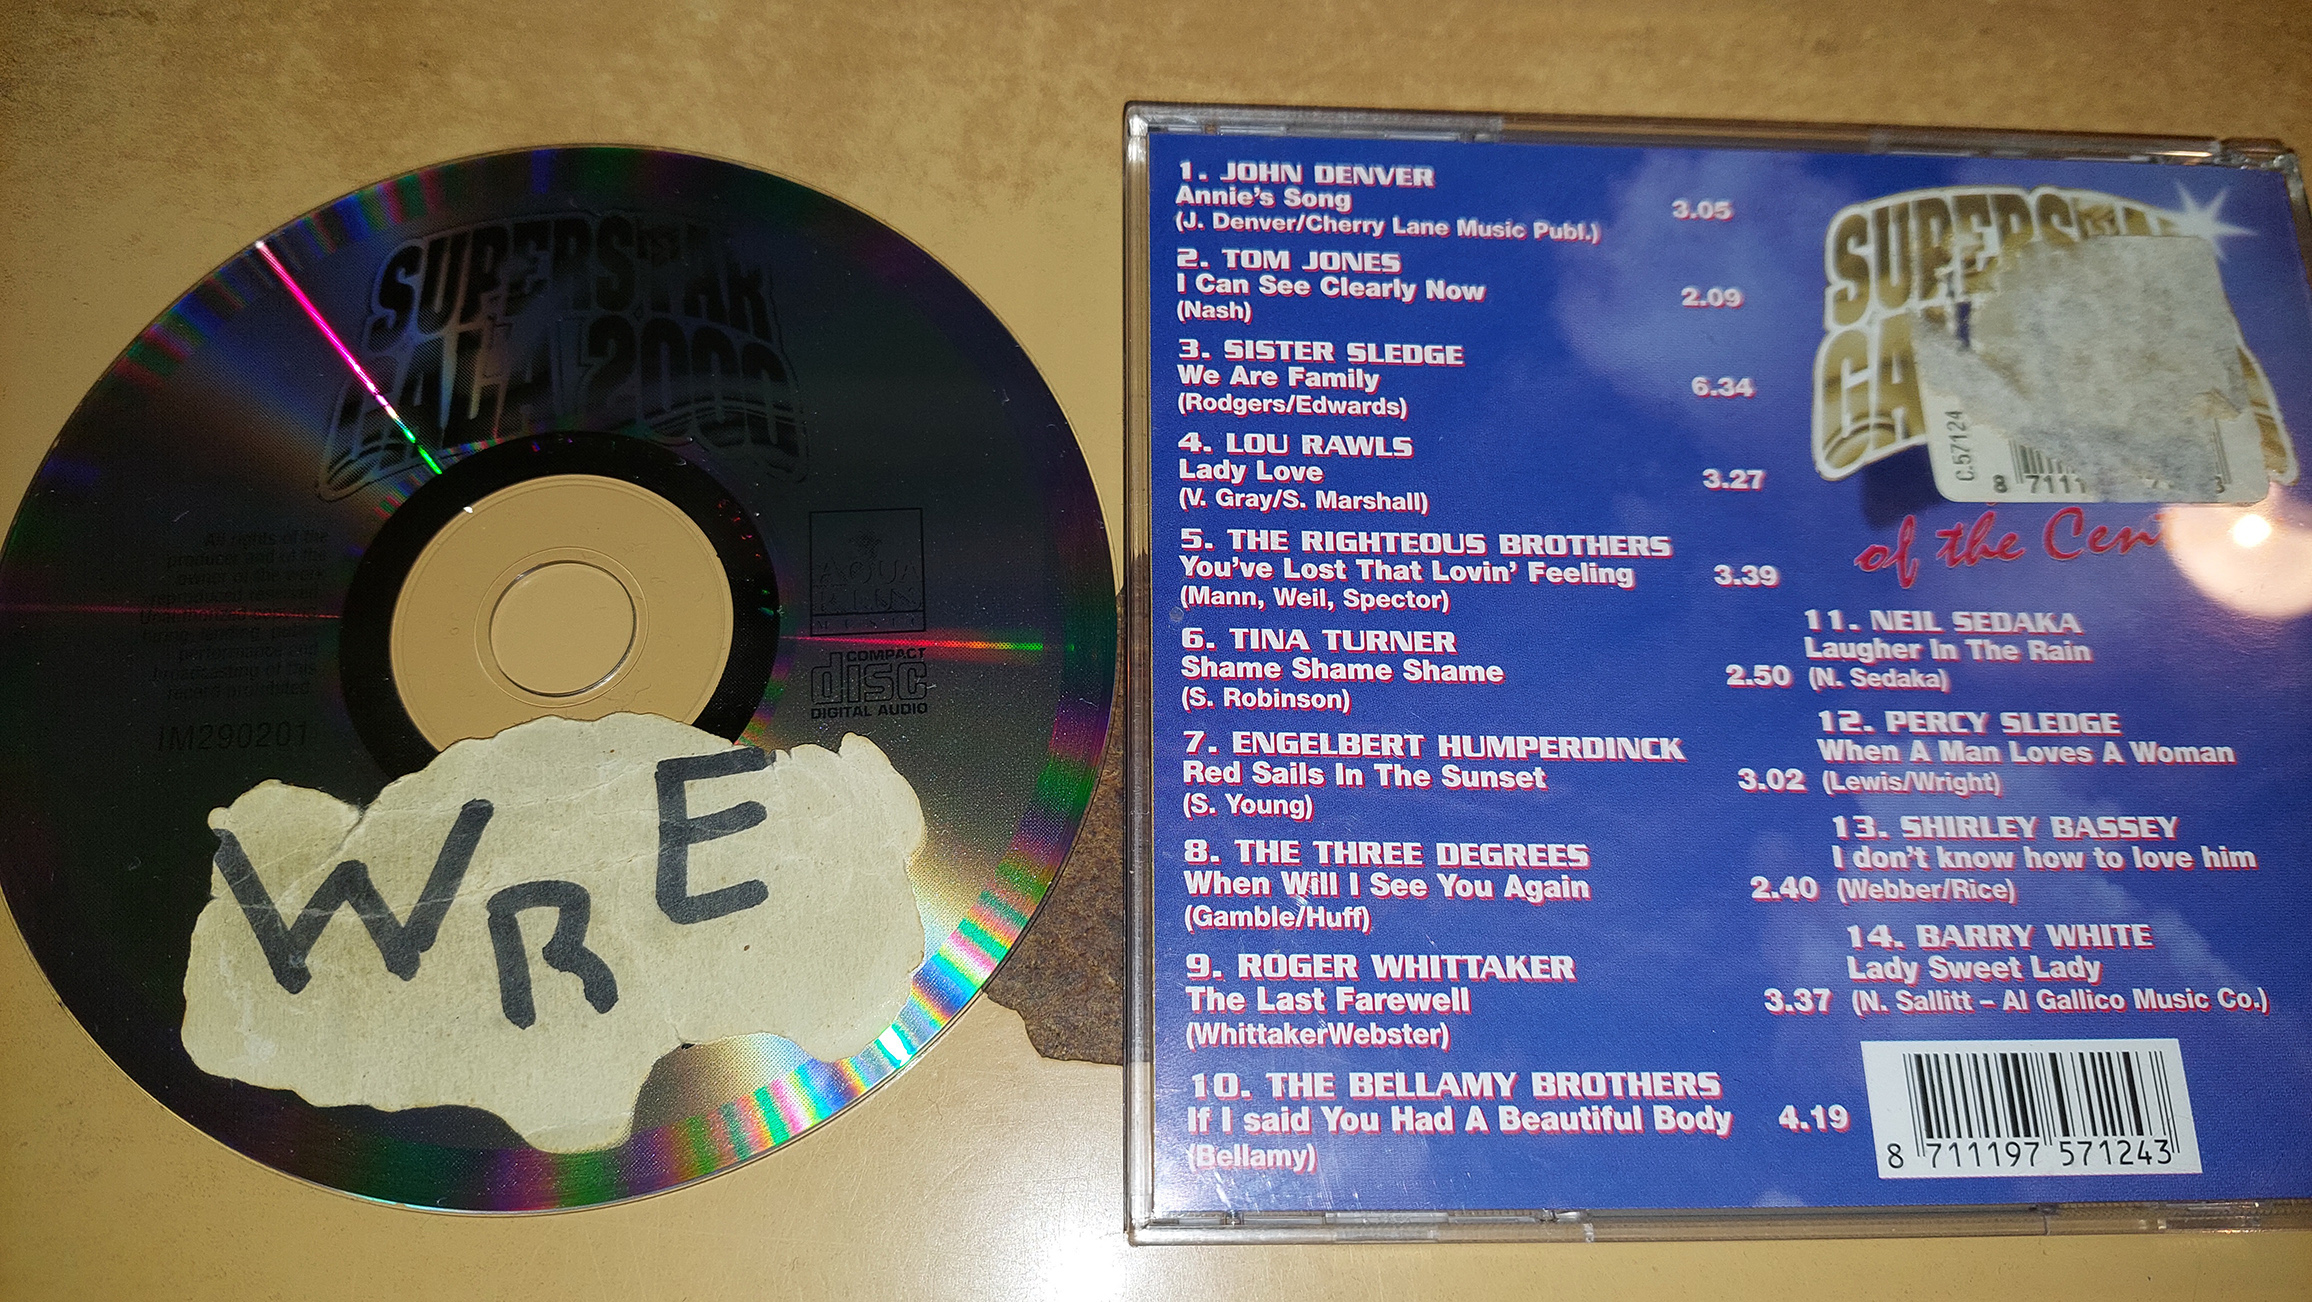 SUPERSTAR
GALA 2000
All rights of the
producer and of the
owner of the work
reproduced reserved.
Unauthorized
hiring, lending, public
performance and
broadcasting of this
record prohibited.
IM290201
AQUA
MUSIC
COMPACT
disc
DIGITAL AUDIO
WRE
1. JOHN DENVER
Annie's Song 3.05
(J. Denver/Cherry Lane Music Publ.)
2. TOM JONES
I Can See Clearly Now 2.09
(Nash)
3. SISTER SLEDGE
We Are Family 6.34
(Rodgers/Edwards)
4. LOU RAWLS
Lady Love 3.27
(V. Gray/S. Marshall)
5. THE RIGHTEOUS BROTHERS
You've Lost That Lovin' Feeling 3.39
(Mann, Weil, Spector)
6. TINA TURNER
Shame Shame Shame 2.50
(S. Robinson)
7. ENGELBERT HUMPERDINCK
Red Sails In The Sunset 3.02
(S. Young)
8. THE THREE DEGREES
When Will I See You Again 2.40
(Gamble/Huff)
9. ROGER WHITTAKER
The Last Farewell 3.37
(WhittakerWebster)
10. THE BELLAMY BROTHERS
If I said You Had A Beautiful Body 4.19
(Bellamy)
SUPERSTAR
GA
C.57124
8 7111
3
of the Cent
11. NEIL SEDAKA
Laugher In The Rain
(N. Sedaka)
12. PERCY SLEDGE
When A Man Loves A Woman
(Lewis/Wright)
13. SHIRLEY BASSEY
I don't know how to love him
(Webber/Rice)
14. BARRY WHITE
Lady Sweet Lady
(N. Sallitt – Al Gallico Music Co.)
8 711197 571243